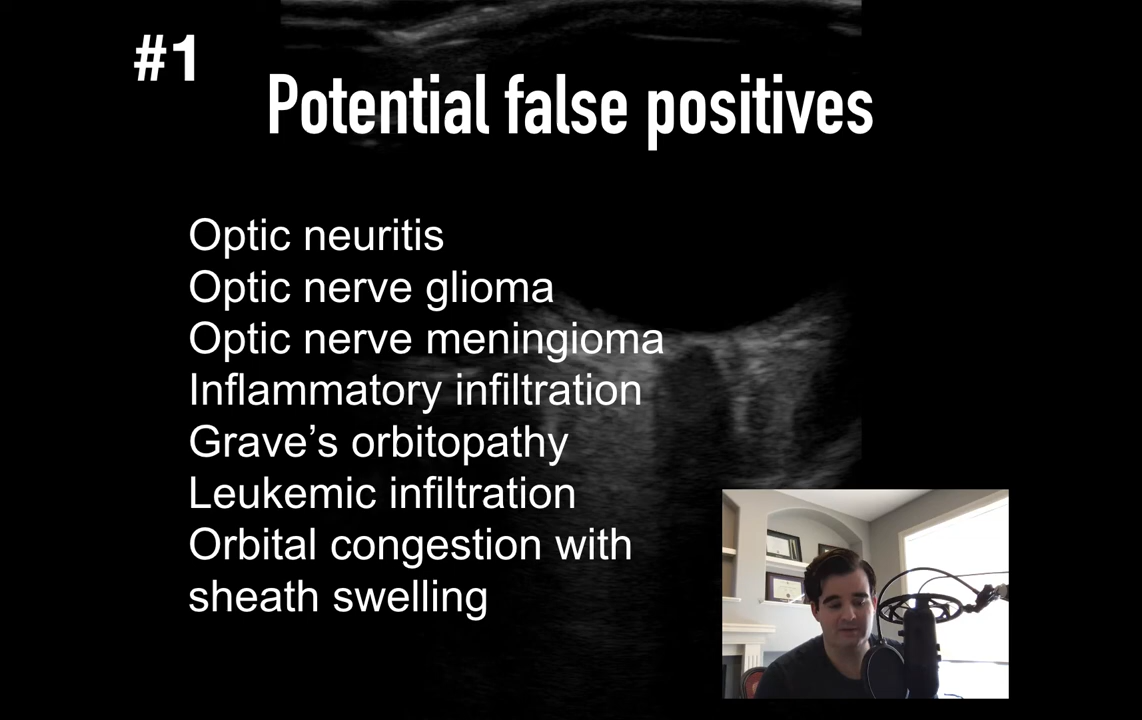 #1
Potential false positives
Optic neuritis
Optic nerve glioma
Optic nerve meningioma
Inflammatory infiltration
Grave’s orbitopathy
Leukemic infiltration
Orbital congestion with
sheath swelling